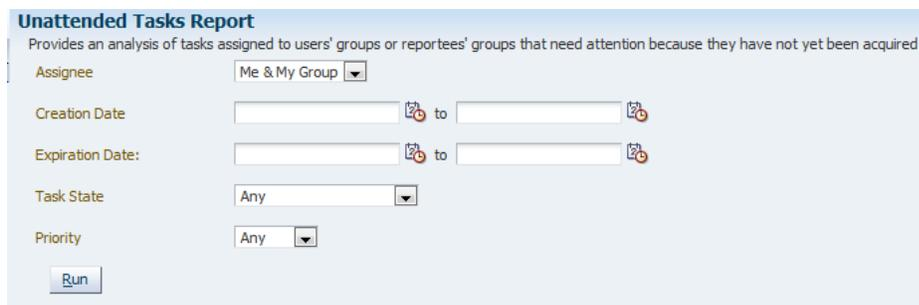 Unattended Tasks Report
Provides an analysis of tasks assigned to users' groups or reportees' groups that need attention because they have not yet been acquired
Assignee Me & My Group
Creation Date to
Expiration Date: to
Task State Any
Priority Any
Run